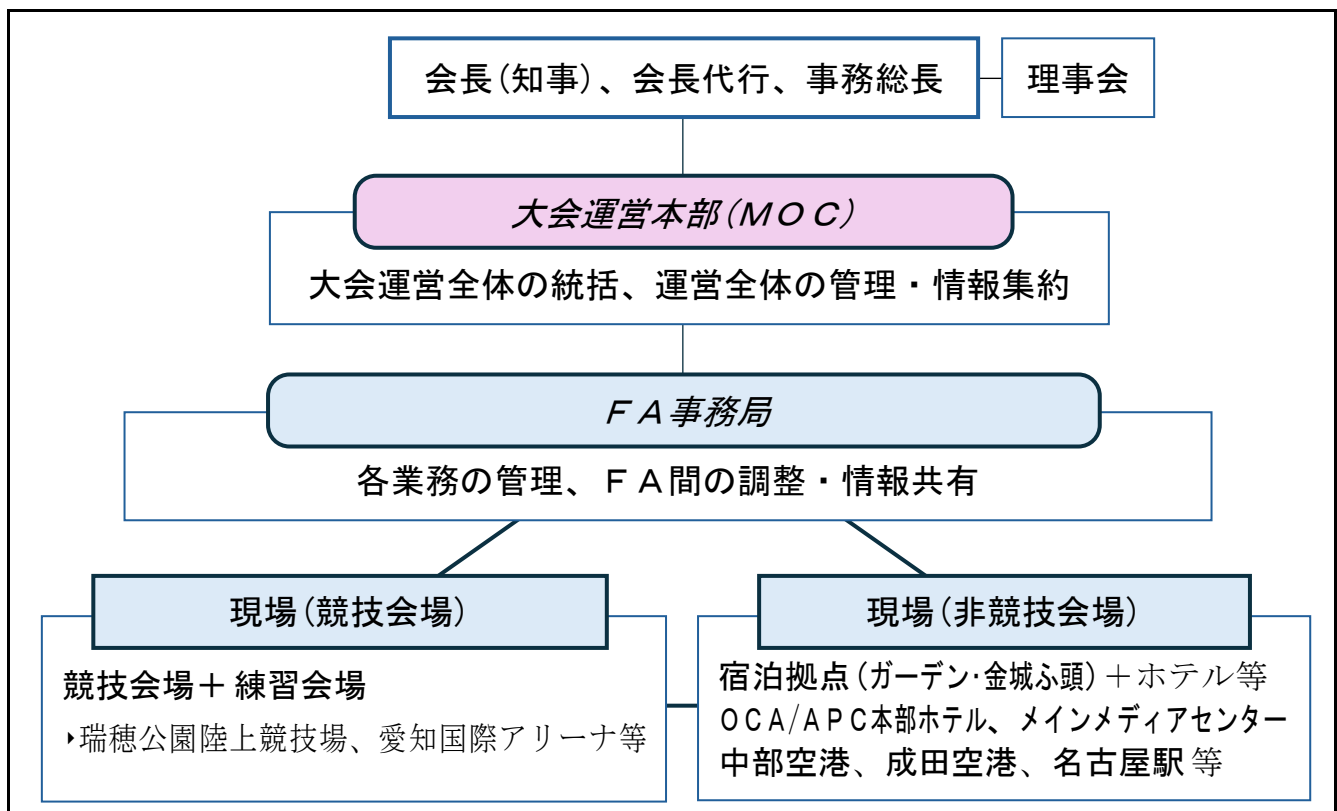 会長(知事)、会長代行、事務総長
理事会
大会運営本部(MOC)
大会運営全体の統括、運営全体の管理・情報集約
FA事務局
各業務の管理、FA間の調整・情報共有
現場(競技会場)
競技会場+練習会場
‣瑞穂公園陸上競技場、愛知国際アリーナ等
現場(非競技会場)
宿泊拠点(ガーデン・金城ふ頭)+ホテル等
OCA/APC本部ホテル、メインメディアセンター
中部空港、成田空港、名古屋駅等